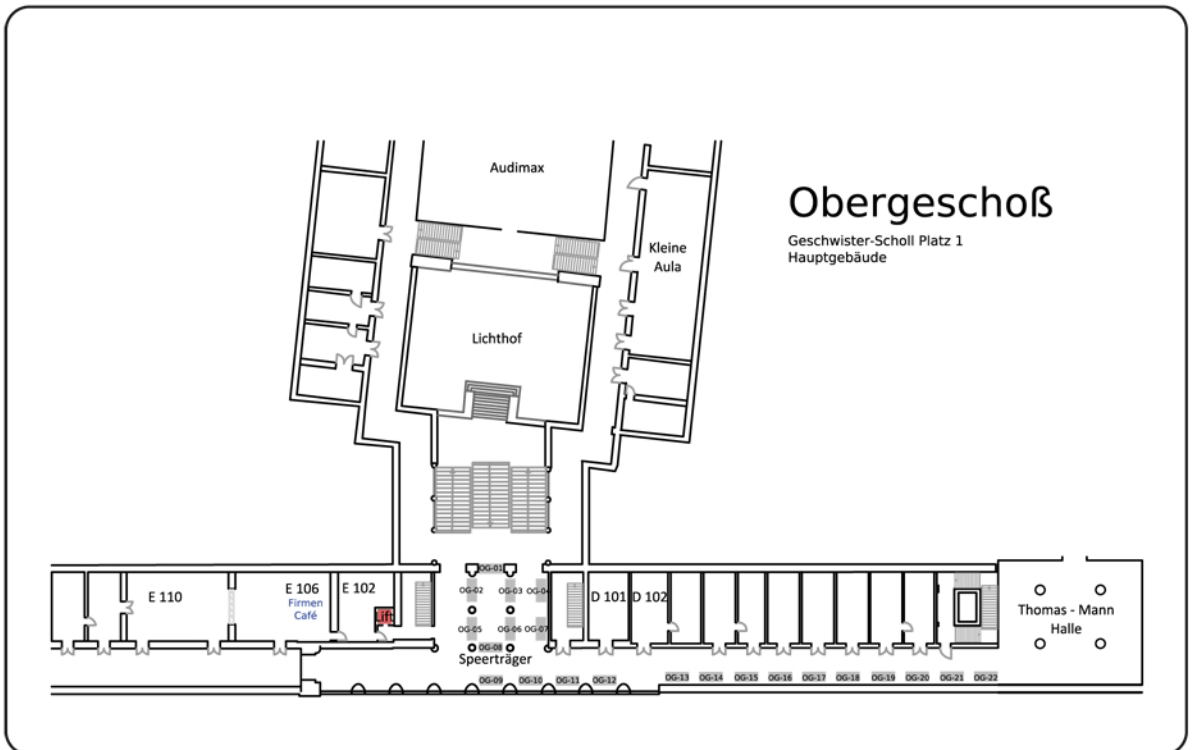 Audimax
Obergeschoß
Geschwister-Scholl Platz 1
Hauptgebäude
Kleine
Aula
Lichthof
E 110
E 106
Firmen
Café
E 102
Lift
OG-01
OG-02
OG-03
OG-04
OG-05
OG-06
OG-07
OG-08
Speerträger
D 101
D 102
Thomas - Mann
Halle
OG-09
OG-10
OG-11
OG-12
OG-13
OG-14
OG-15
OG-16
OG-17
OG-18
OG-19
OG-20
OG-21
OG-22